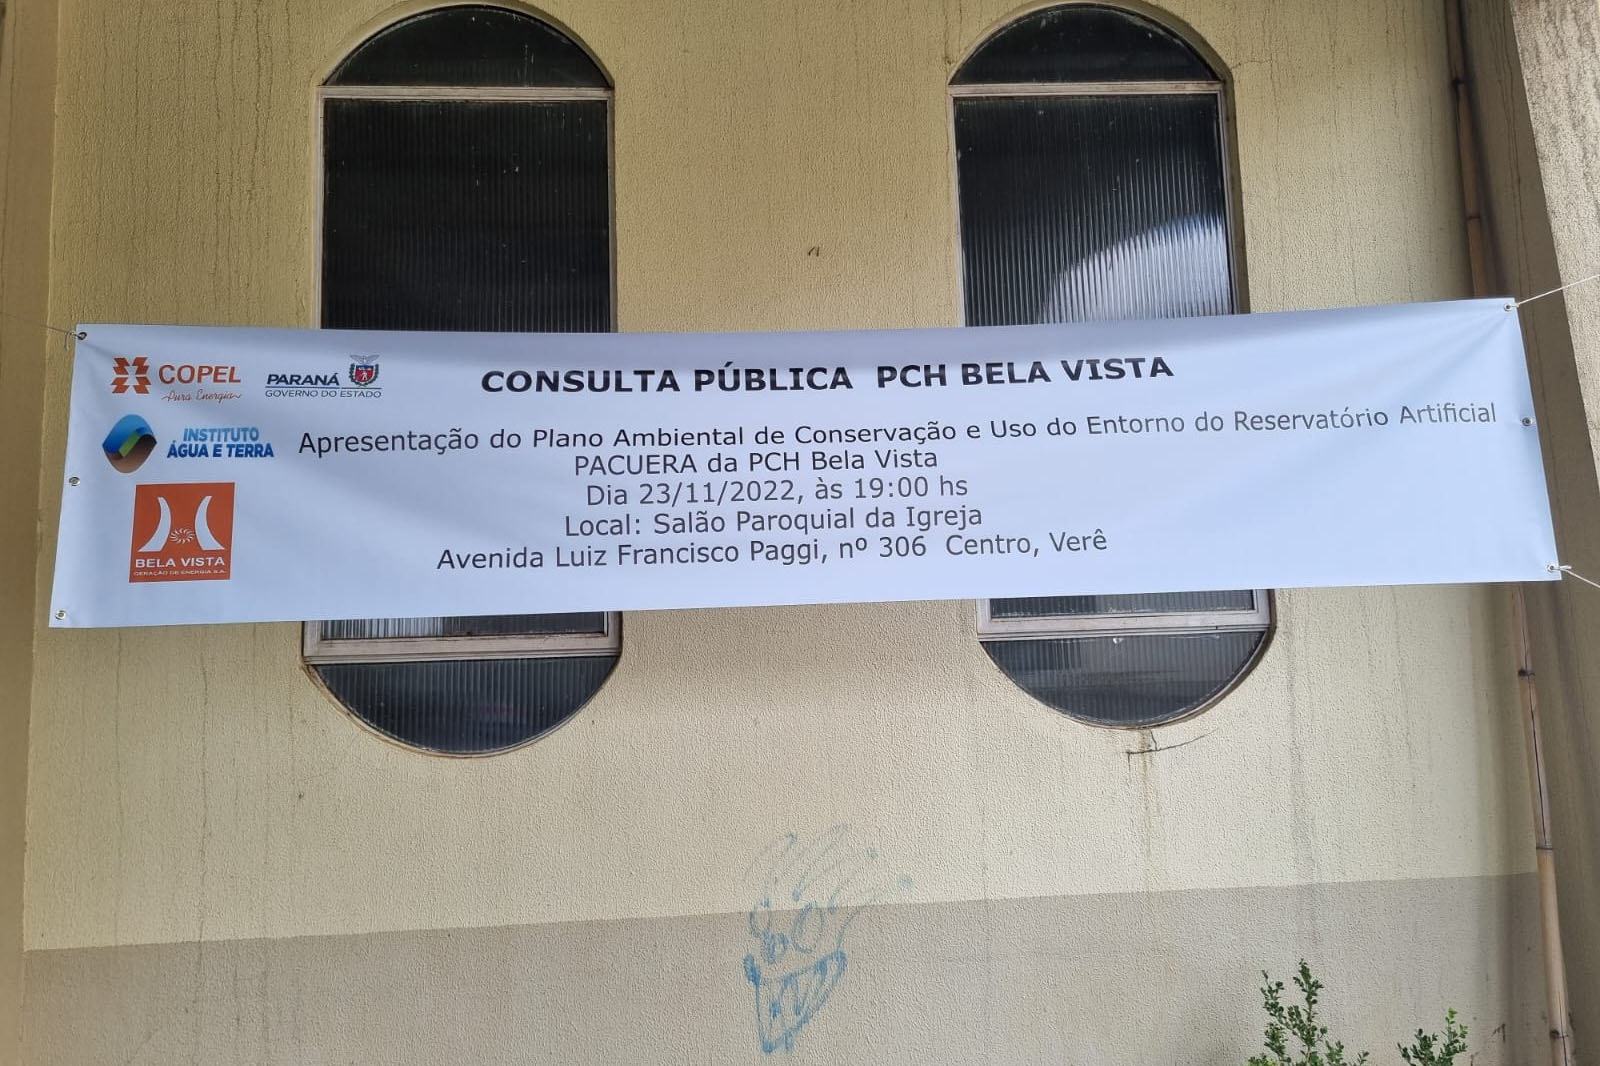 COPEL
Pura Energia
PARANÁ
GOVERNO DO ESTADO
INSTITUTO
ÁGUA E TERRA
BELA VISTA
GERAÇÃO DE ENERGIA S.A.
CONSULTA PÚBLICA PCH BELA VISTA
Apresentação do Plano Ambiental de Conservação e Uso do Entorno do Reservatório Artificial
PACUERA da PCH Bela Vista
Dia 23/11/2022, às 19:00 hs
Local: Salão Paroquial da Igreja
Avenida Luiz Francisco Paggi, nº 306 Centro, Verê